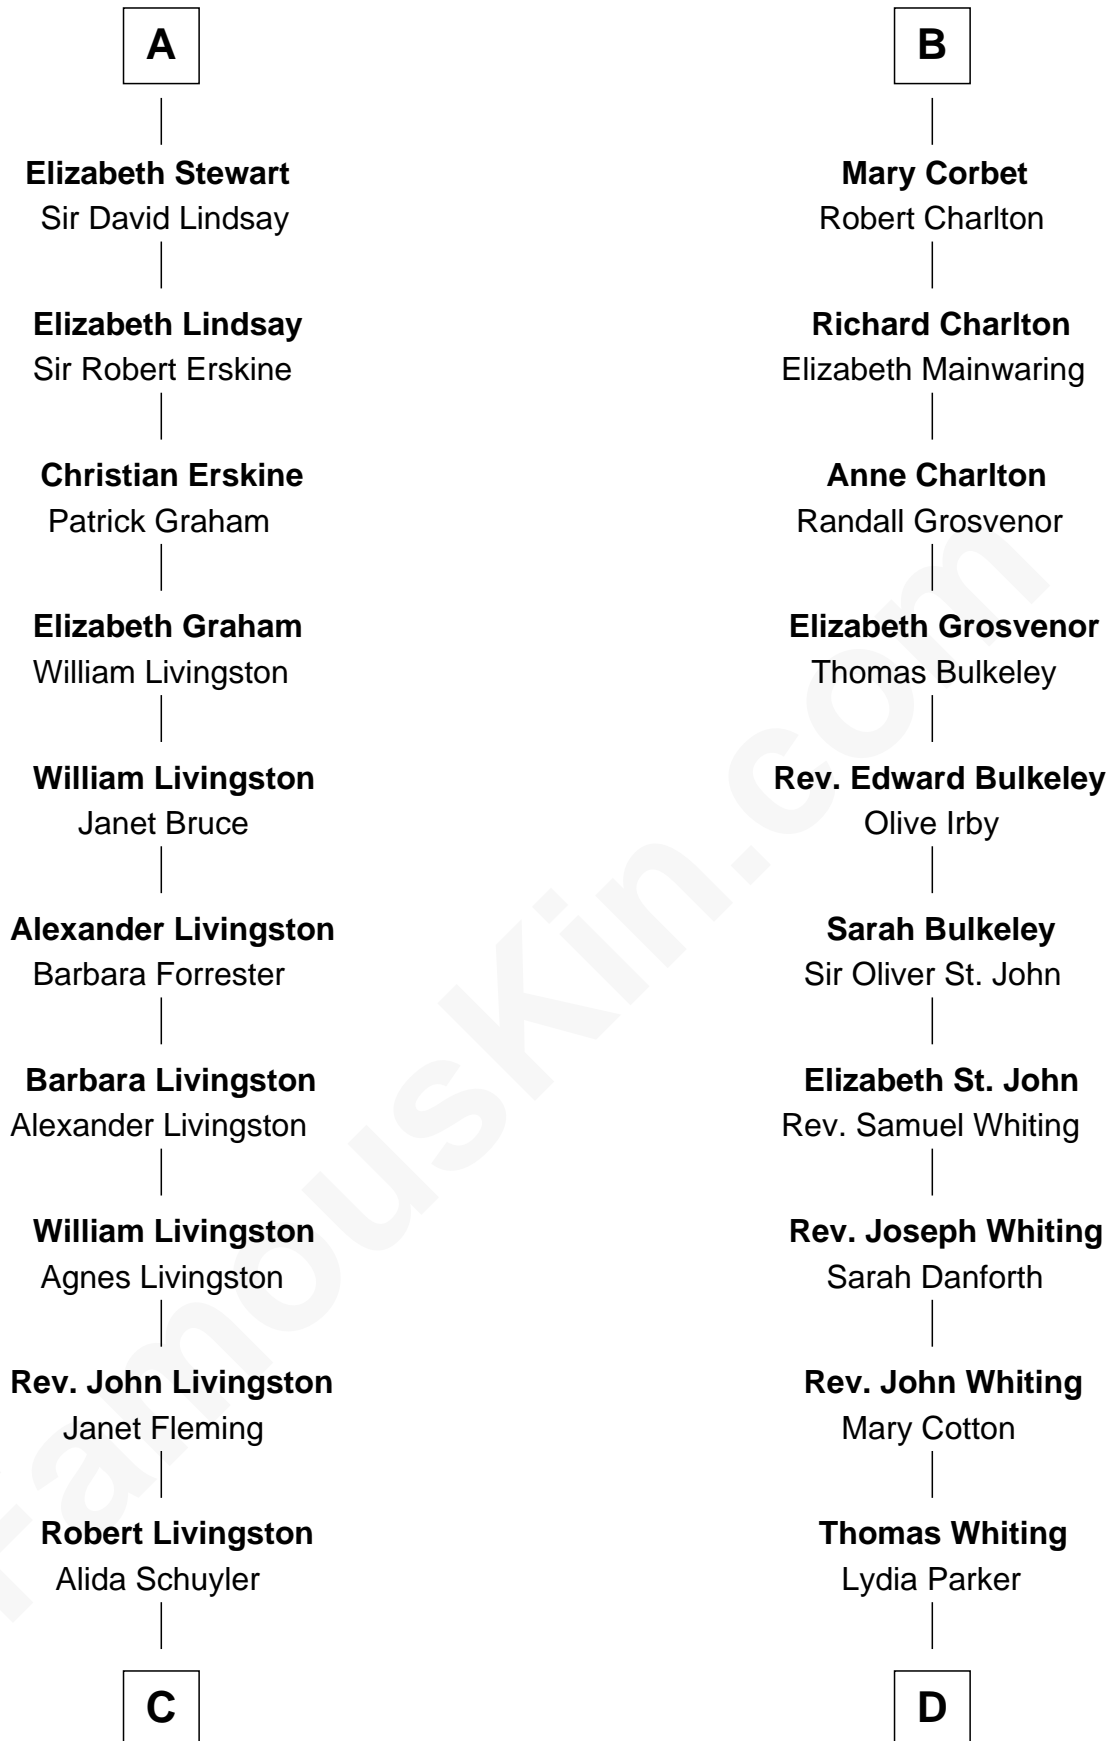 A
Elizabeth Stewart
Sir David Lindsay
Elizabeth Lindsay
Sir Robert Erskine
Christian Erskine
Patrick Graham
Elizabeth Graham
William Livingston
William Livingston
Janet Bruce
Alexander Livingston
Barbara Forrester
Barbara Livingston
Alexander Livingston
William Livingston
Agnes Livingston
Rev. John Livingston
Janet Fleming
Robert Livingston
Alida Schuyler
C
B
Mary Corbet
Robert Charlton
Richard Charlton
Elizabeth Mainwaring
Anne Charlton
Randall Grosvenor
Elizabeth Grosvenor
Thomas Bulkeley
Rev. Edward Bulkeley
Olive Irby
Sarah Bulkeley
Sir Oliver St. John
Elizabeth St. John
Rev. Samuel Whiting
Rev. Joseph Whiting
Sarah Danforth
Rev. John Whiting
Mary Cotton
Thomas Whiting
Lydia Parker
D
FamousKin.com